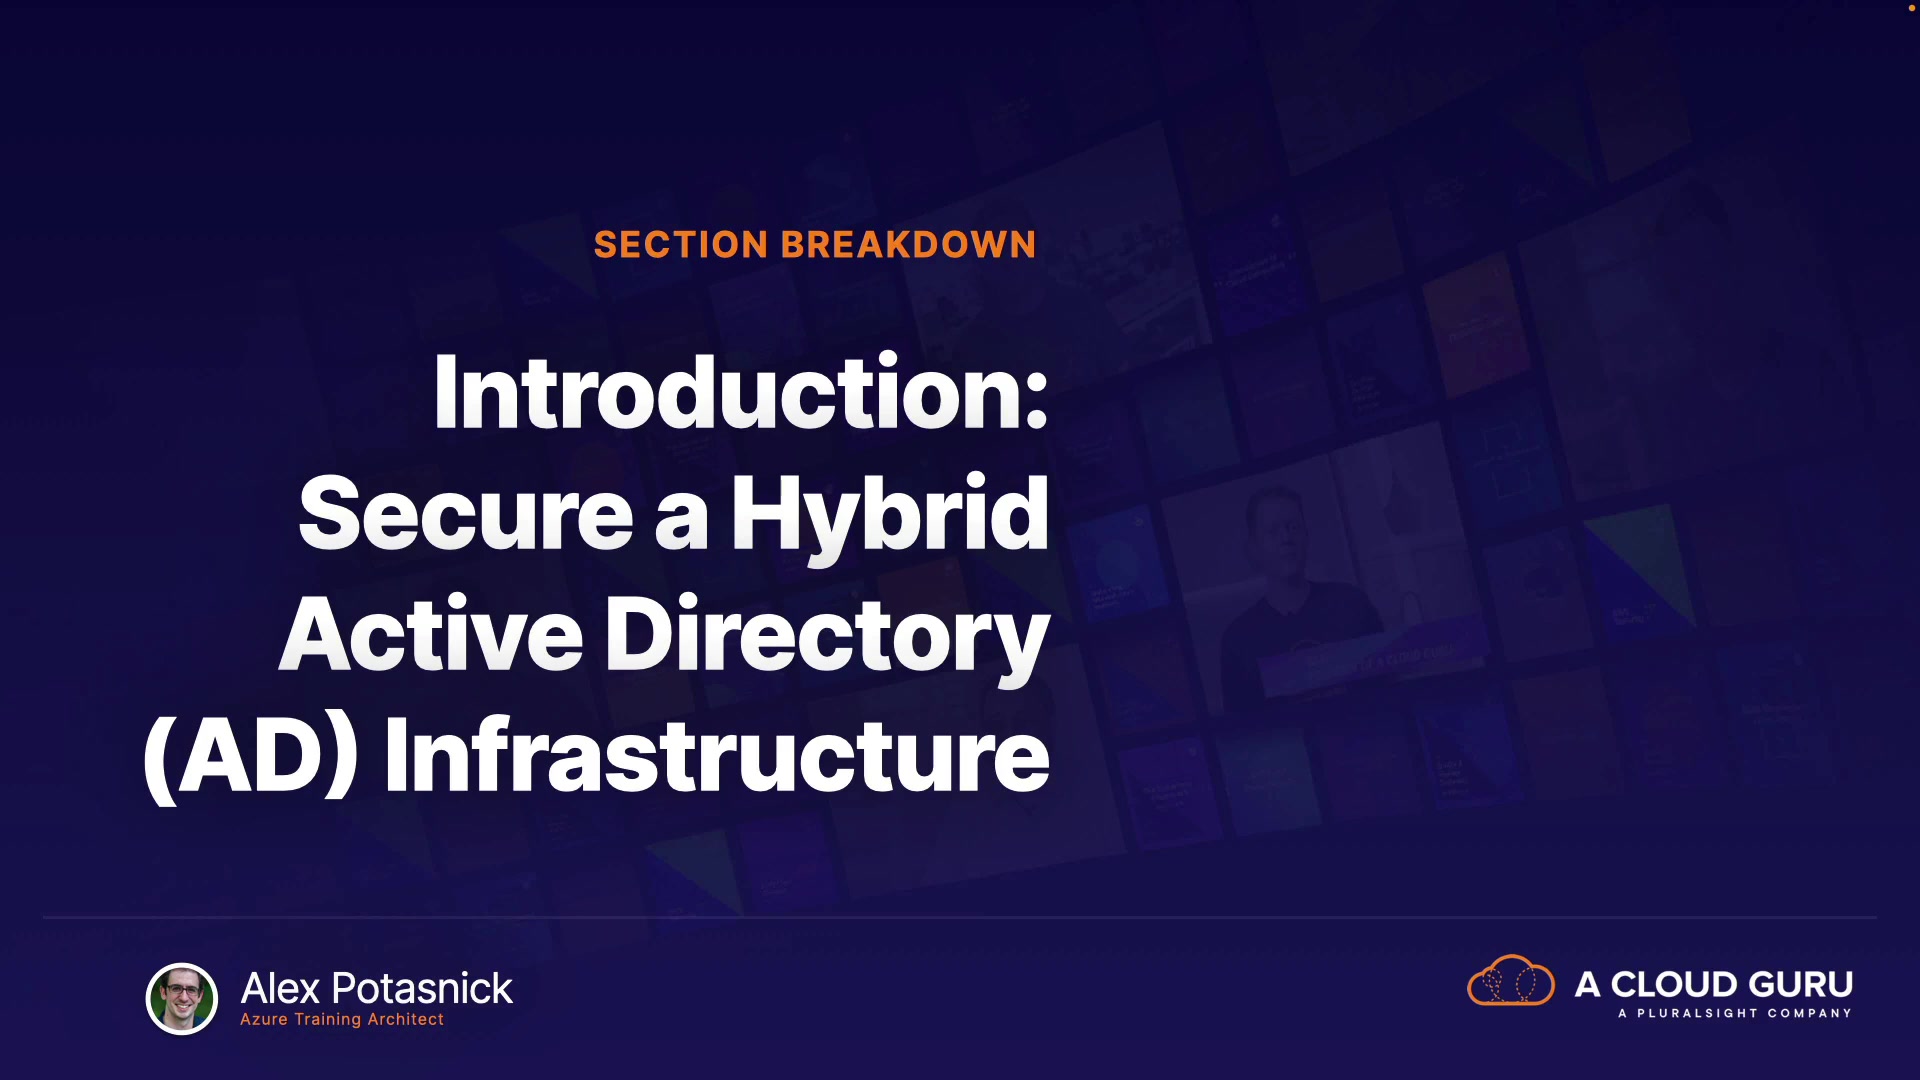 SECTION BREAKDOWN
Introduction:
Secure a Hybrid
Active Directory
(AD) Infrastructure
Alex Potasnick
Azure Training Architect
A CLOUD GURU
A PLURALSIGHT COMPANY